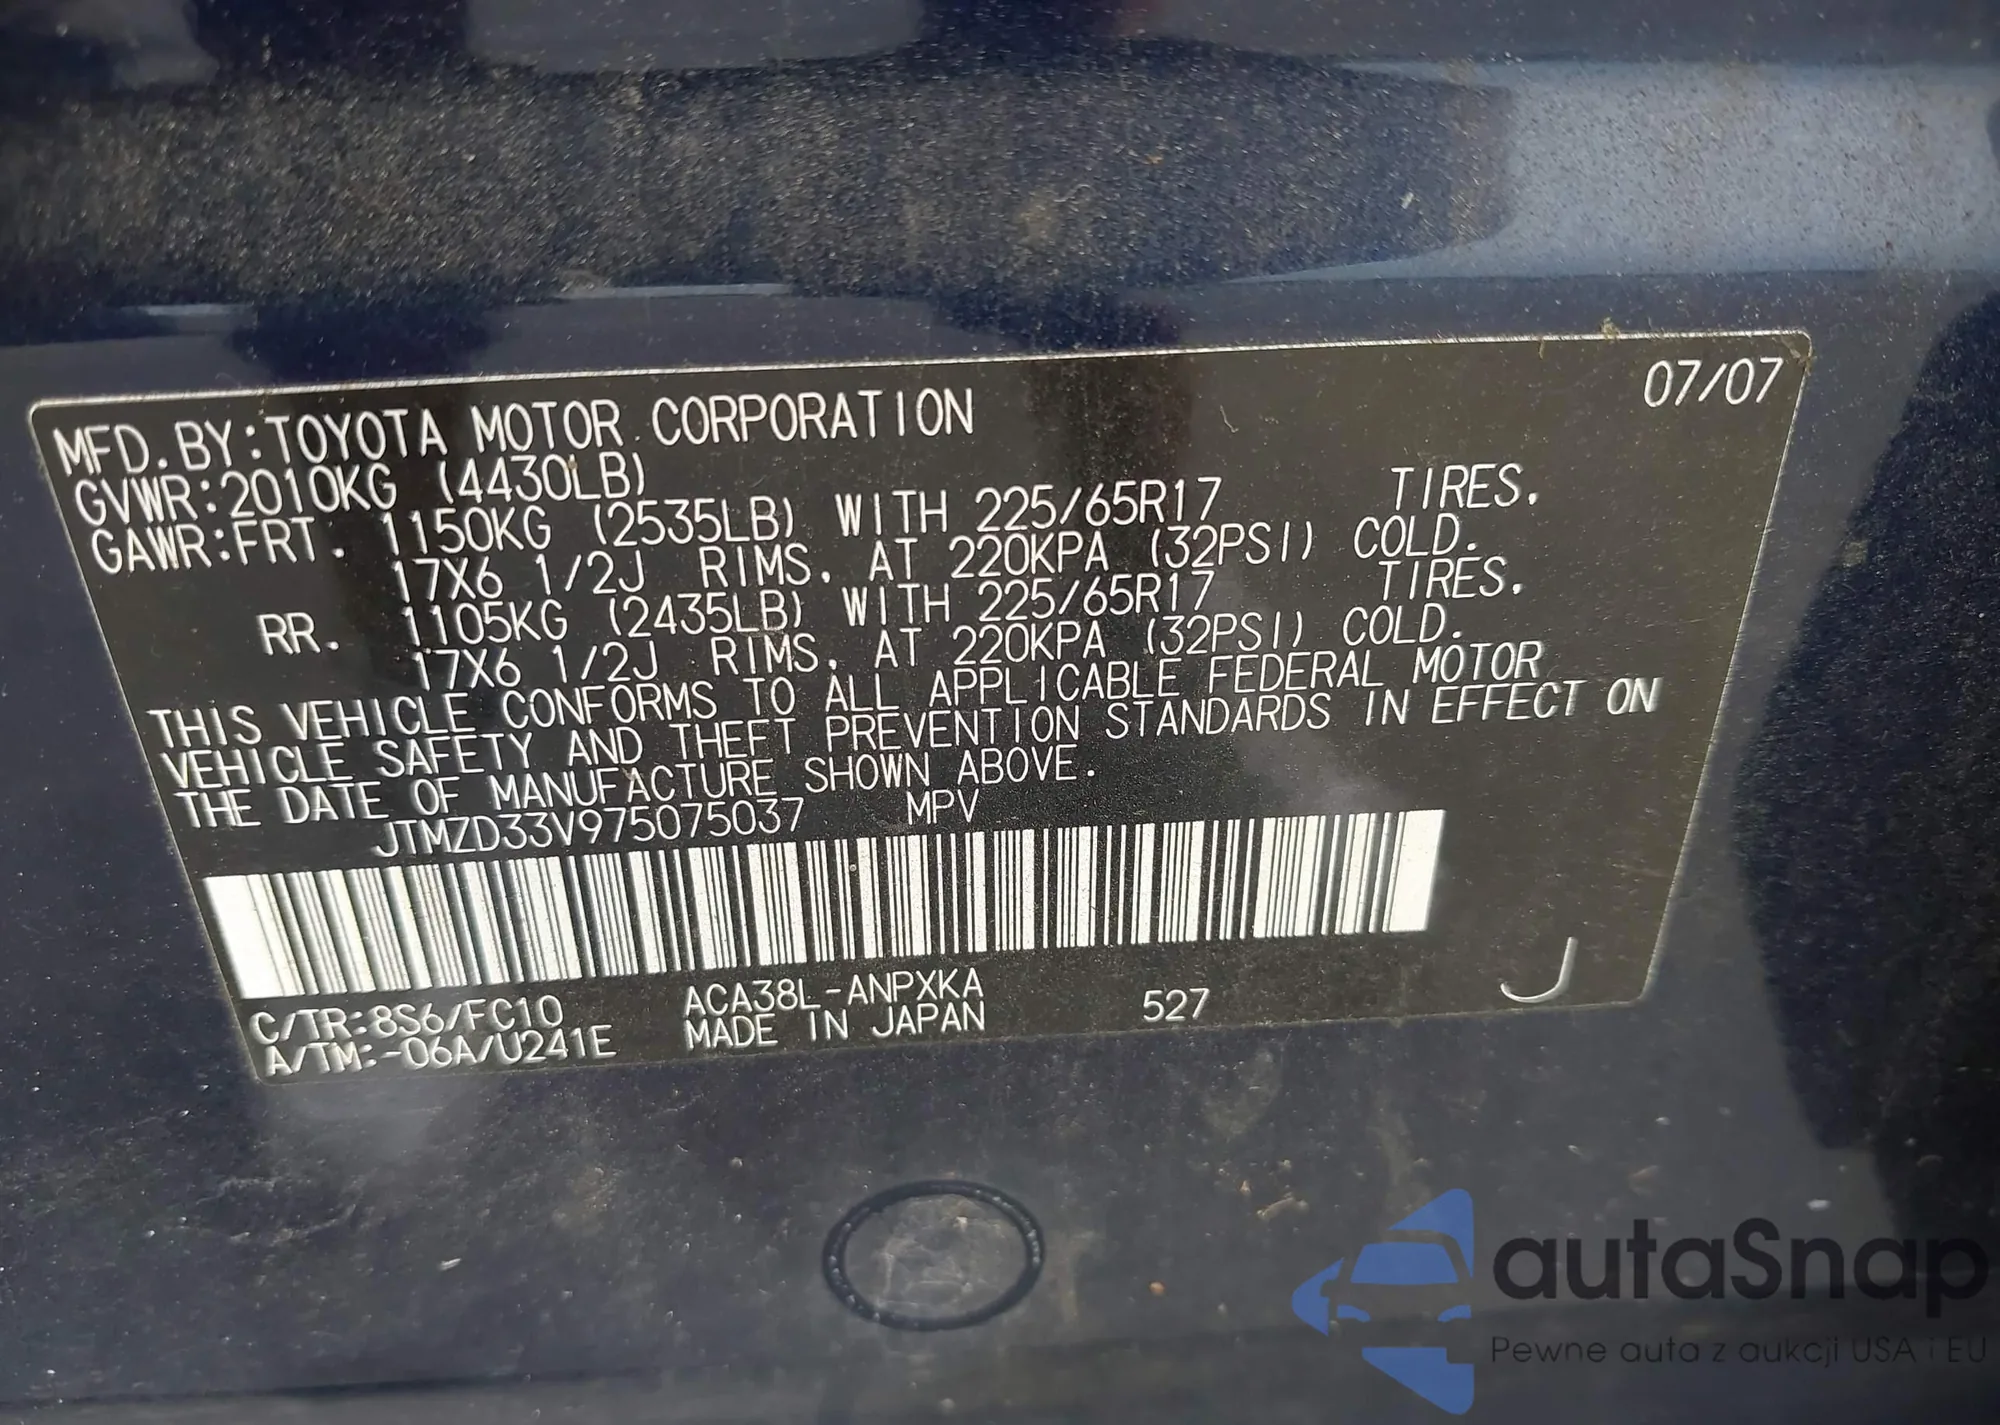 07/07
MFD.BY:TOYOTA MOTOR CORPORATION
GVWR:2010KG (4430LB)
GAWR:FRT. 1150KG (2535LB) WITH 225/65R17 TIRES.
17X6 1/2J RIMS, AT 220KPA (32PSI) COLD.
RR. 1105KG (2435LB) WITH 225/65R17 TIRES.
17X6 1/2J RIMS, AT 220KPA (32PSI) COLD.
THIS VEHICLE CONFORMS TO ALL APPLICABLE FEDERAL MOTOR
VEHICLE SAFETY AND THEFT PREVENTION STANDARDS IN EFFECT ON
THE DATE OF MANUFACTURE SHOWN ABOVE.
JTMZD33V975075037 MPV
C/TR:8S6/FC10 ACA38L-ANPXKA 527 J
A/TM:-06A/U241E MADE IN JAPAN
autaSnap
Pewne auta z aukcji USA i EU